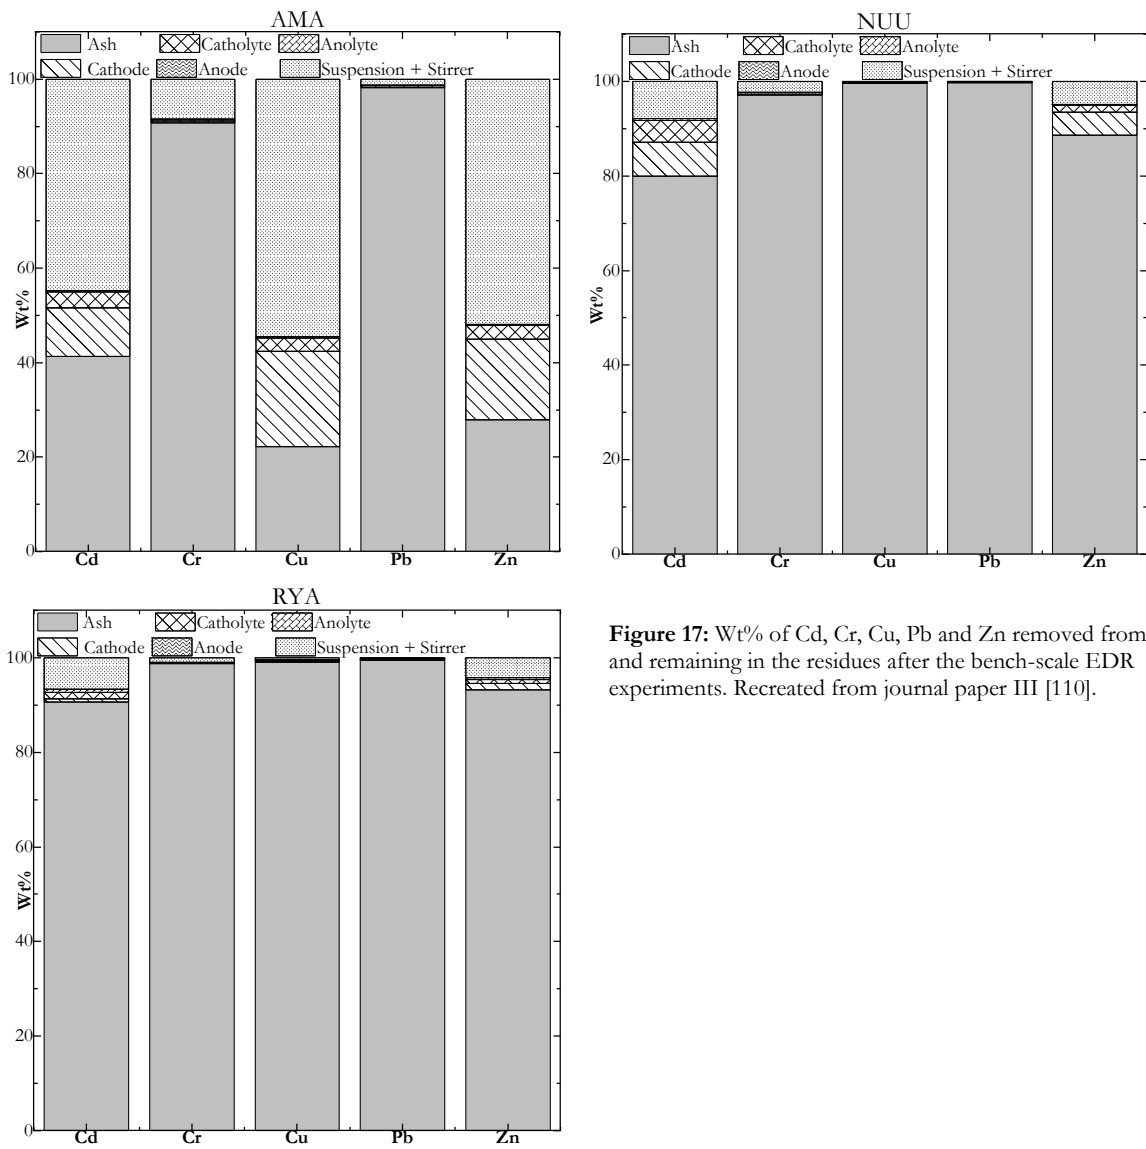 AMA
Ash Catholyte Anolyte
Cathode Anode Suspension + Stirrer
100
80
60
40
20
0
Wt%
Cd Cr Cu Pb Zn
NUU
Ash Catholyte Anolyte
Cathode Anode Suspension + Stirrer
100
80
60
40
20
0
Wt%
Cd Cr Cu Pb Zn
RYA
Ash Catholyte Anolyte
Cathode Anode Suspension + Stirrer
100
80
60
40
20
0
Wt%
Cd Cr Cu Pb Zn
Figure 17: Wt% of Cd, Cr, Cu, Pb and Zn removed from
and remaining in the residues after the bench-scale EDR
experiments. Recreated from journal paper III [110].